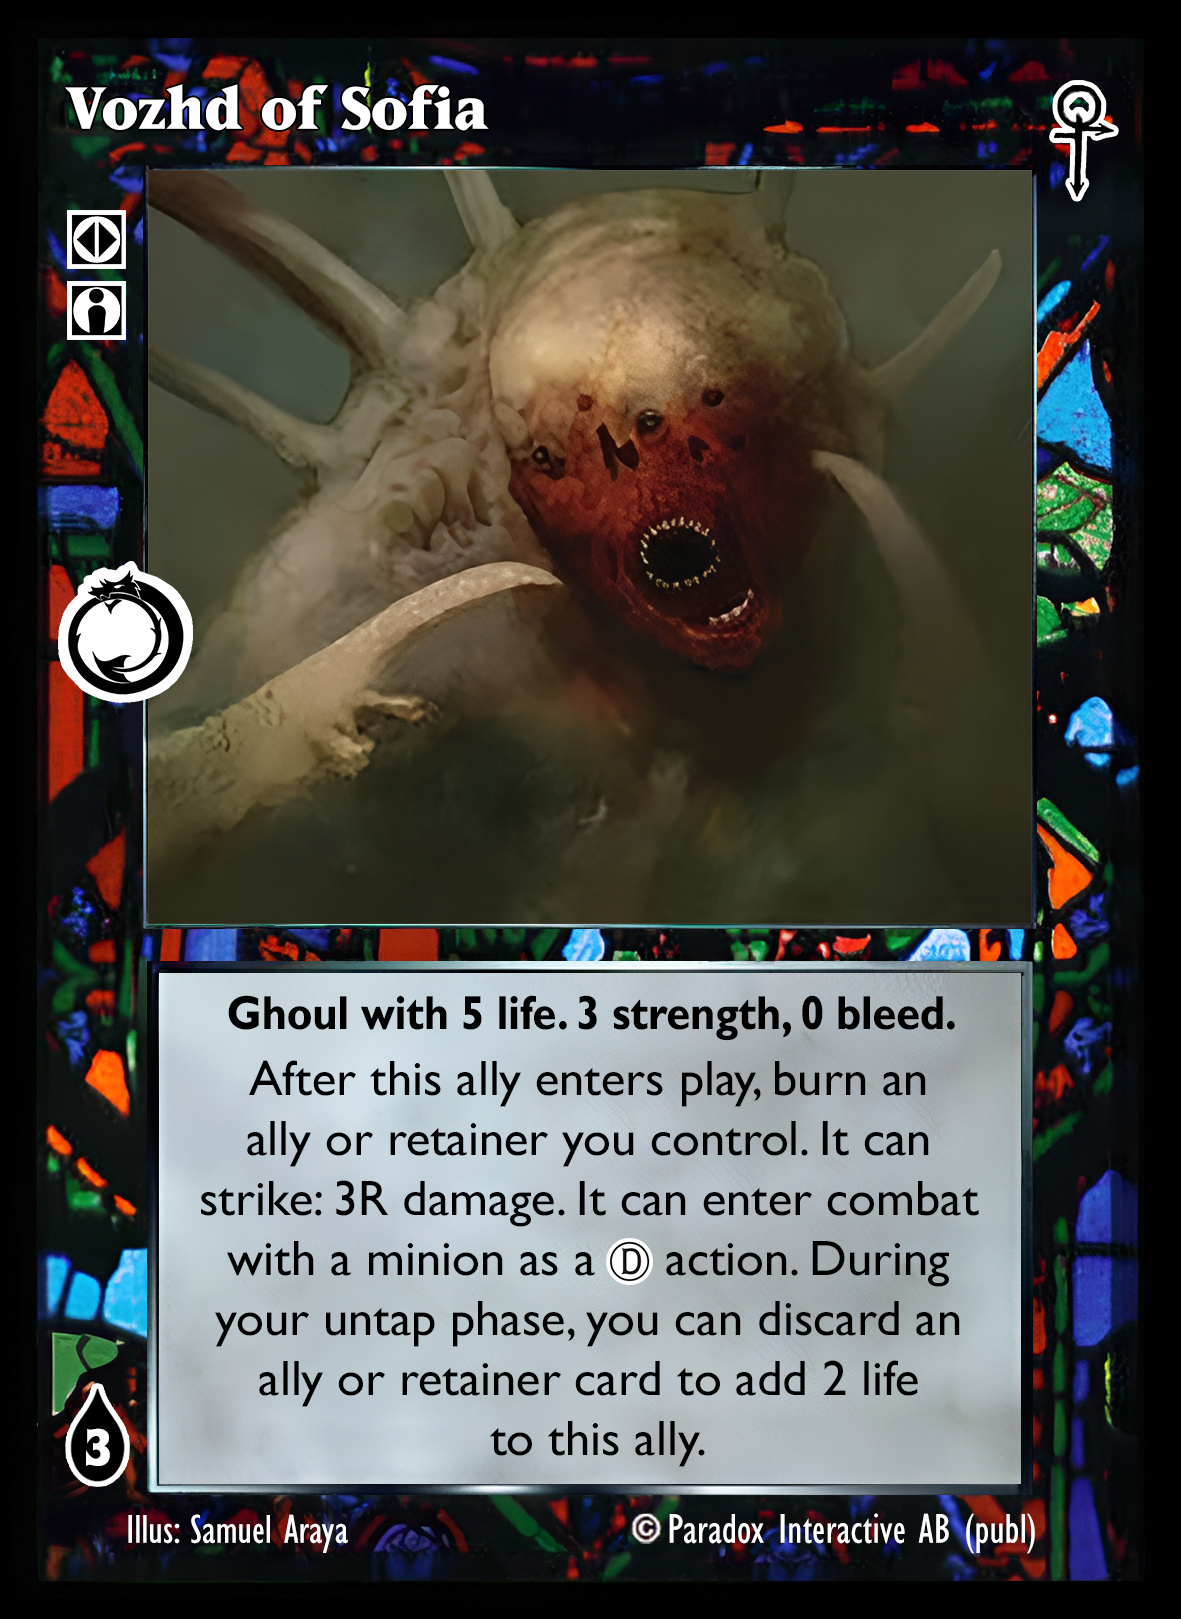 Vozhd of Sofia
Ghoul with 5 life. 3 strength, 0 bleed.
After this ally enters play, burn an
ally or retainer you control. It can
strike: 3R damage. It can enter combat
with a minion as a Ⓓ action. During
your untap phase, you can discard an
ally or retainer card to add 2 life
to this ally.
3
Illus: Samuel Araya
© Paradox Interactive AB (publ)